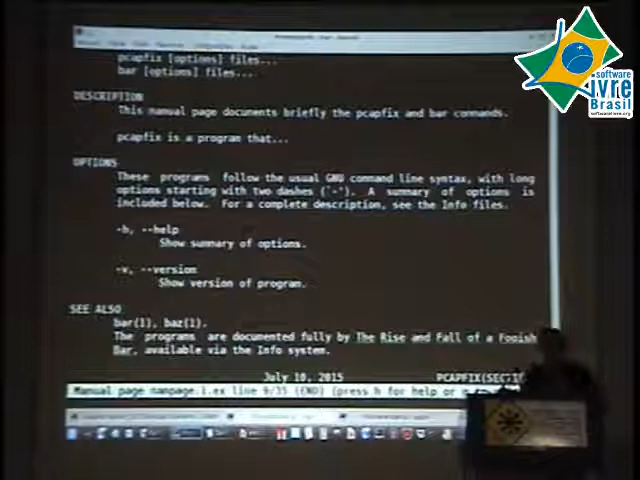 pcapfix [options] files...
bar [options] files...
DESCRIPTION
This manual page documents briefly the pcapfix and bar commands.
pcapfix is a program that...
OPTIONS
These programs follow the usual GNU command line syntax, with long
options starting with two dashes (`-'). A summary of options is
included below. For a complete description, see the Info files.
-h, --help
Show summary of options.
-v, --version
Show version of program.
SEE ALSO
bar(1), baz(1).
The programs are documented fully by The Rise and Fall of a Fooish
Bar, available via the Info system.
July 10, 2015 PCAPFIX(SECTIO
Manual page manpage.1.ex line 9/35 (END) (press h for help or q
software
livre
Brasil
softwarelivre.org